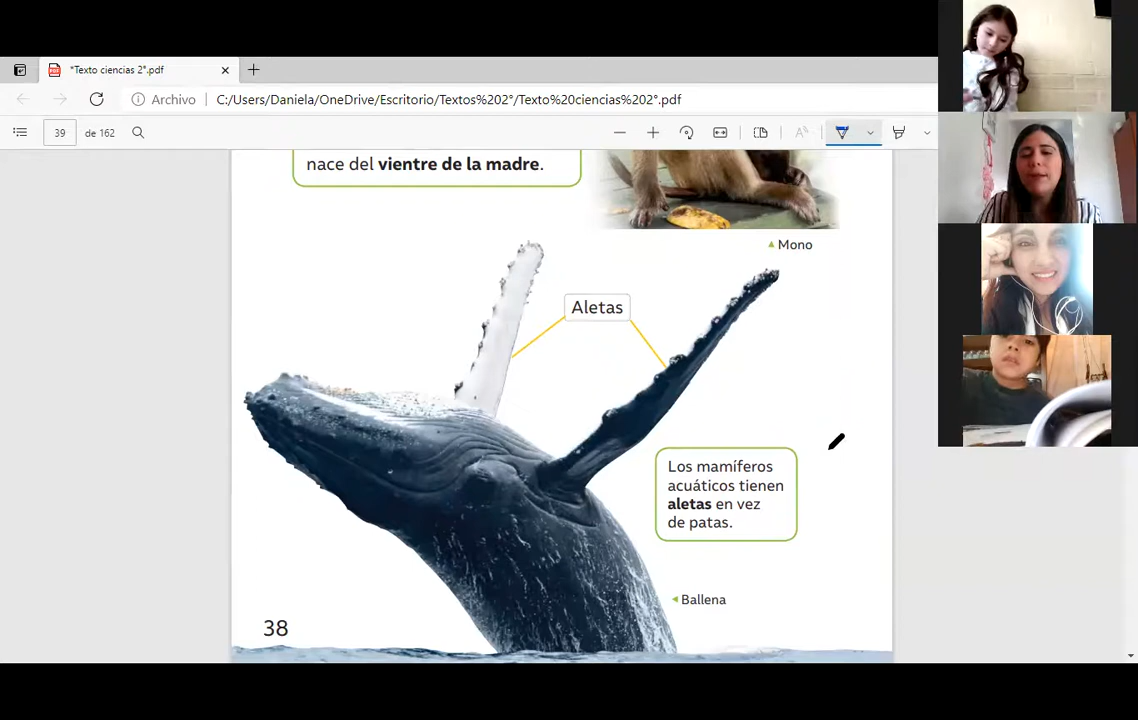 *Texto ciencias 2°.pdf
Archivo
C:/Users/Daniela/OneDrive/Escritorio/Textos%202°/Texto%20ciencias%202°.pdf
39 de 162
nace del vientre de la madre.
Mono
Aletas
Los mamíferos
acuáticos tienen
aletas en vez
de patas.
Ballena
38